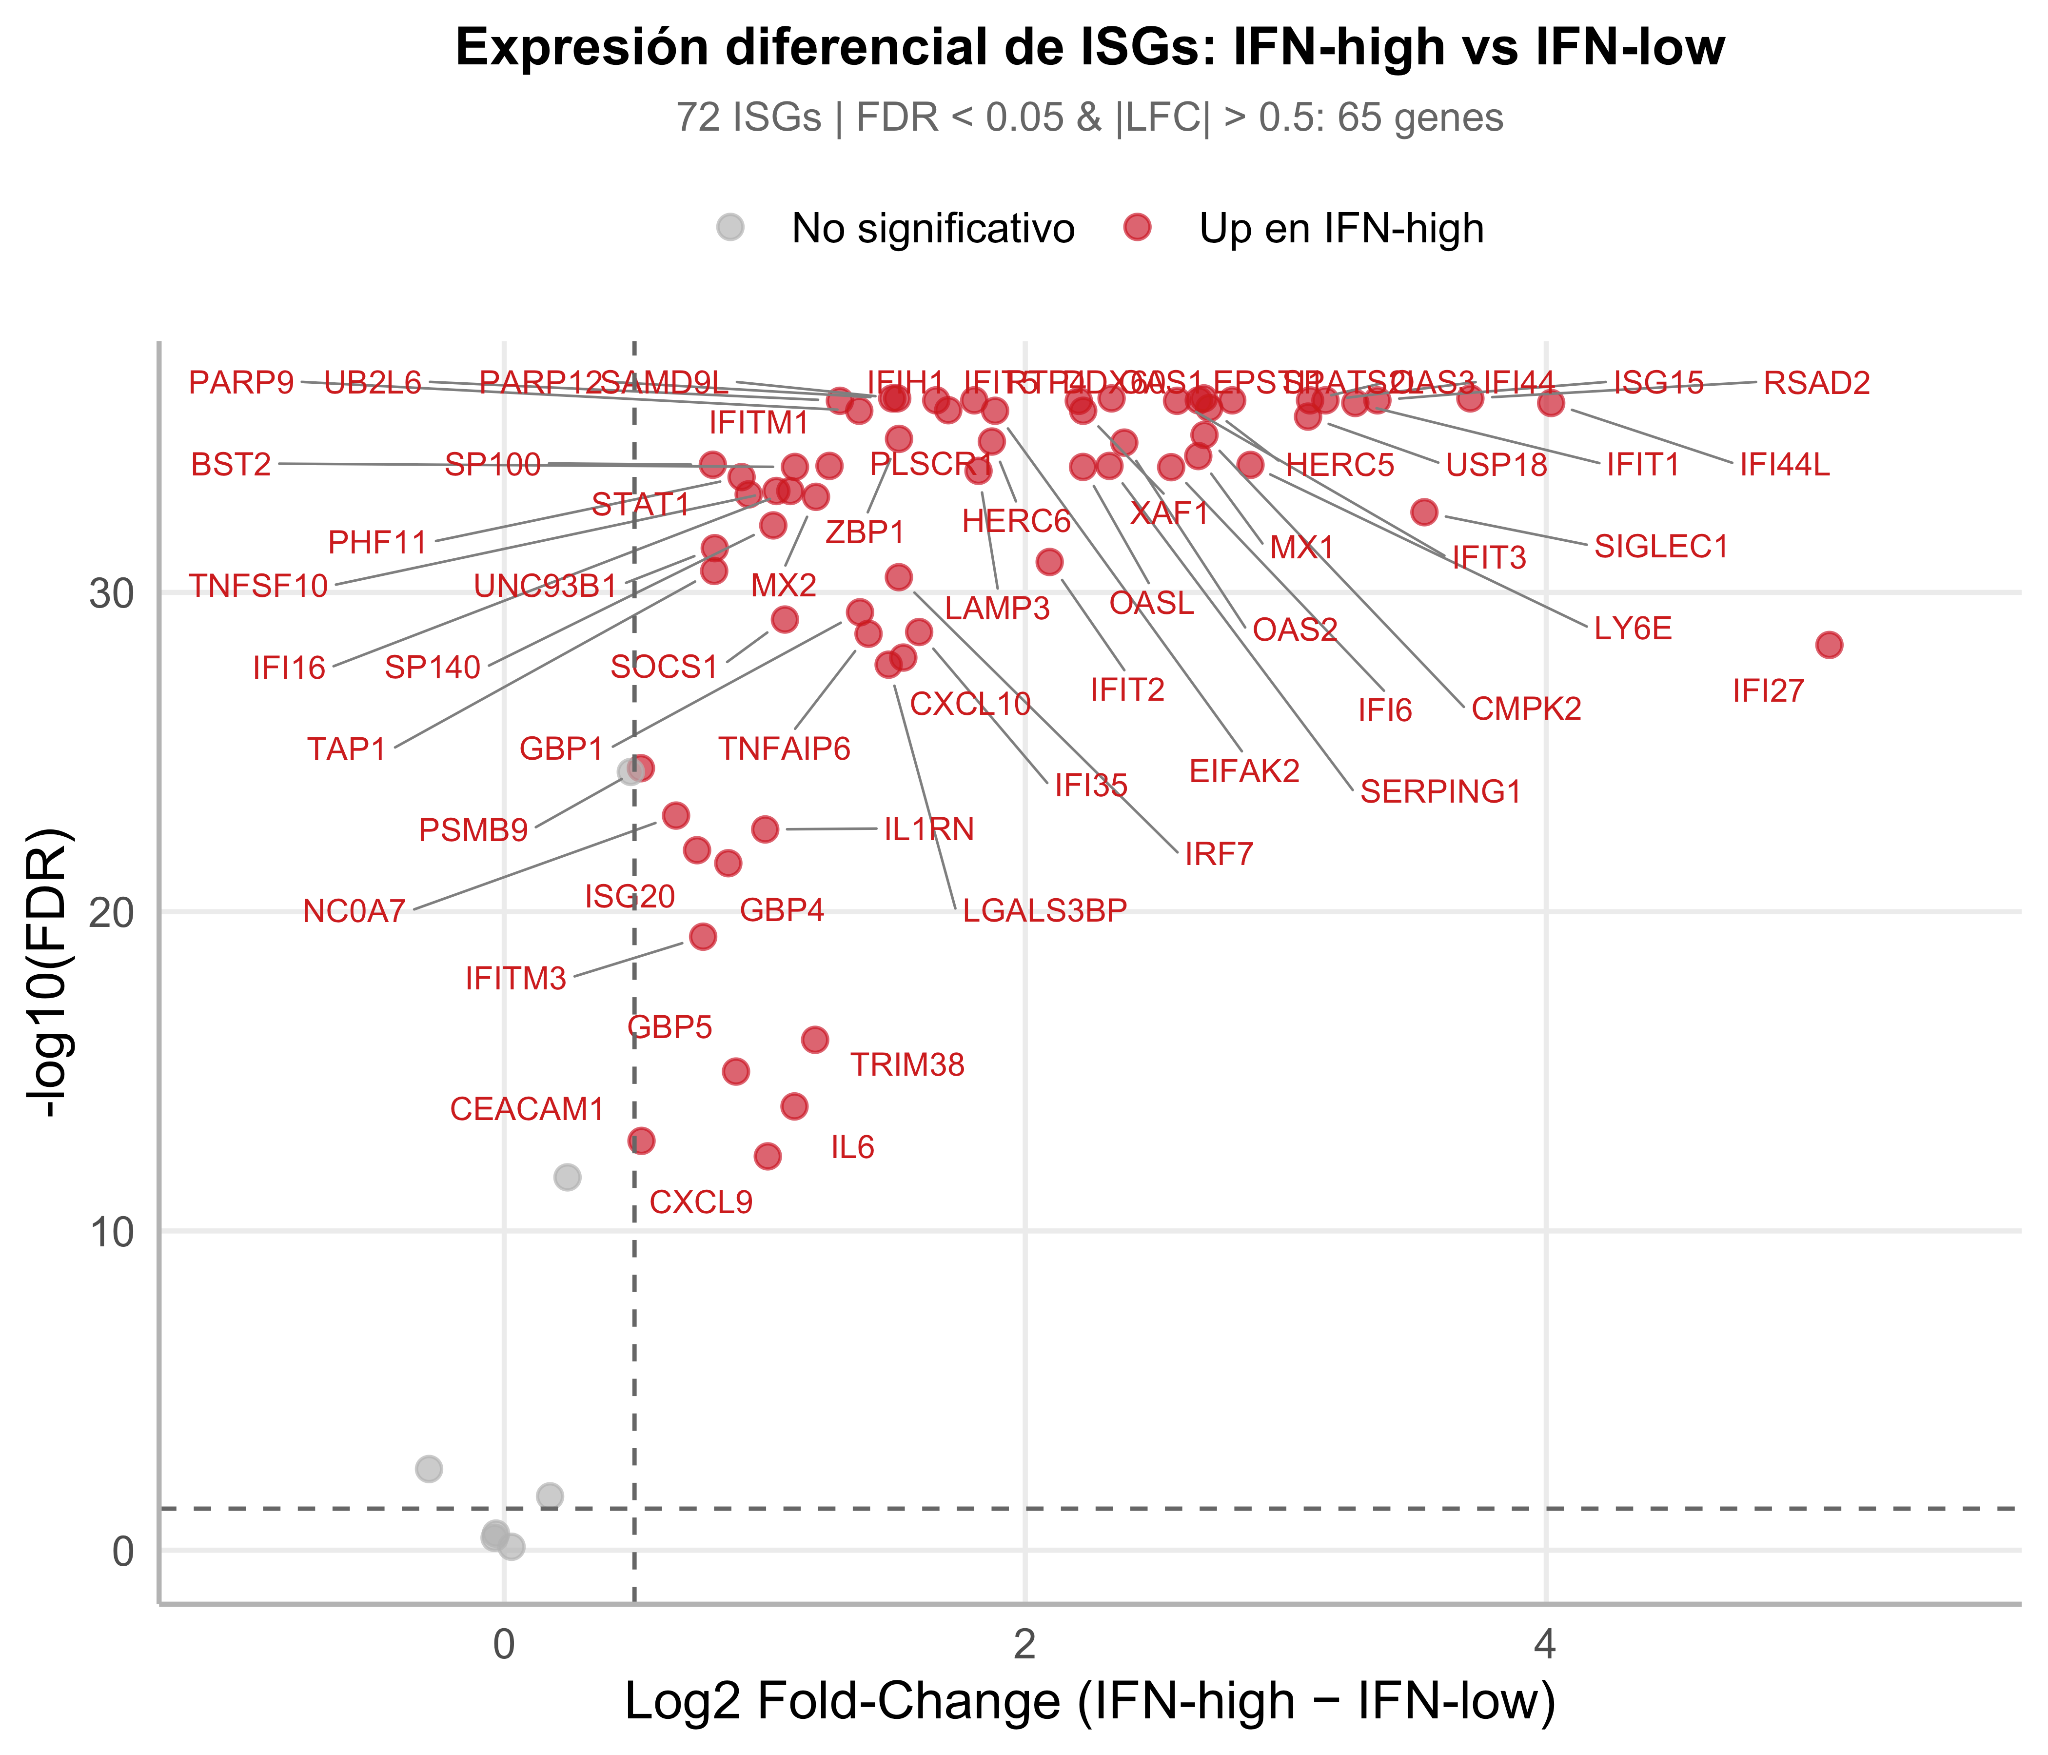 Expresión diferencial de ISGs: IFN-high vs IFN-low
72 ISGs | FDR < 0.05 & |LFC| > 0.5: 65 genes
No significativo
Up en IFN-high
PARP9
UB2L6
PARP12
SAMD9L
IFIH1
IFIT5
RTP4
DDX60
OAS1
EPSTI1
SPATS2L
OAS3
IFI44
ISG15
RSAD2
IFITM1
BST2
SP100
PLSCR1
HERC5
USP18
IFIT1
IFI44L
STAT1
ZBP1
HERC6
XAF1
PHF11
MX1
IFIT3
SIGLEC1
TNFSF10
UNC93B1
MX2
LAMP3
OASL
30
OAS2
LY6E
IFI16
SP140
SOCS1
IFIT2
IFI27
CXCL10
IFI6
CMPK2
TAP1
GBP1
TNFAIP6
IFI35
EIFAK2
SERPING1
PSMB9
IL1RN
IRF7
NC0A7
ISG20
GBP4
LGALS3BP
20
IFITM3
GBP5
TRIM38
CEACAM1
IL6
CXCL9
10
0
-log10(FDR)
0
2
4
Log2 Fold-Change (IFN-high − IFN-low)